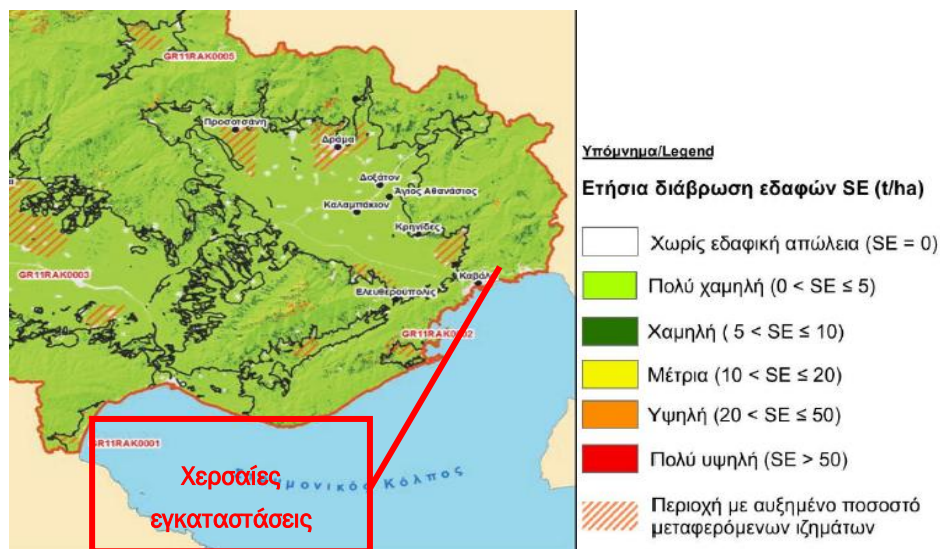 GR11RAK0005
Προσοτσάνη
Δράμα
Δοξάτον
Άγιος Αθανάσιος
Καλαμπάκιον
Κρηνίδες
GR11RAK0003
Ελευθερούπολις
GR11RAK0001
Χερσαίες
εγκαταστάσεις
Κόλπος
Υπόμνημα/Legend
Ετήσια διάβρωση εδαφών SE (t/ha)
Χωρίς εδαφική απώλεια (SE = 0)
Πολύ χαμηλή (0 < SE ≤ 5)
Χαμηλή ( 5 < SE ≤ 10)
Μέτρια (10 < SE ≤ 20)
Υψηλή (20 < SE ≤ 50)
Πολύ υψηλή (SE > 50)
Περιοχή με αυξημένο ποσοστό
μεταφερόμενων ιζημάτων